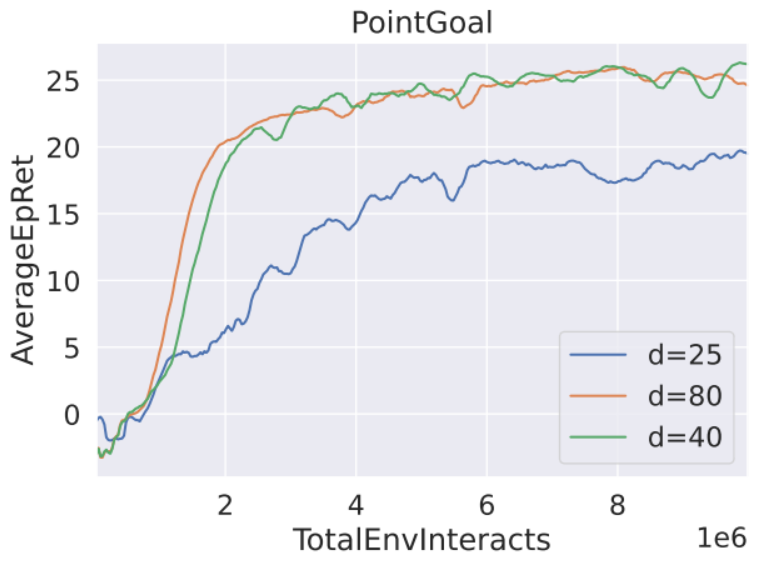 PointGoal
AverageEpRet
25
20
15
10
5
0
d=25
d=80
d=40
2 4 6 8
TotalEnvInteracts 1e6